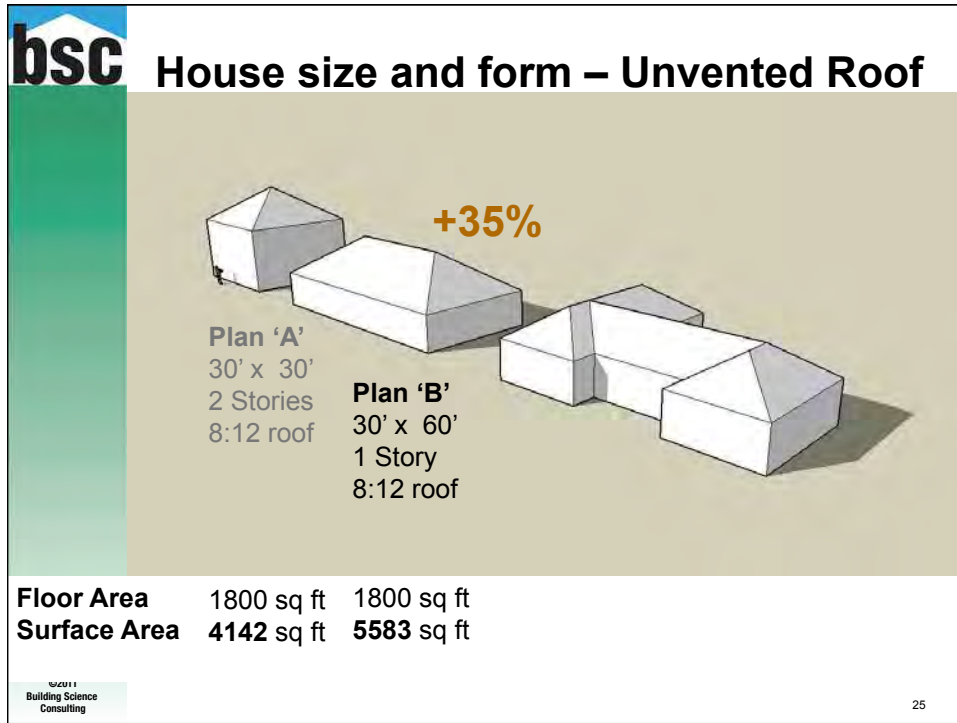 bsc
House size and form – Unvented Roof
+35%
Plan ‘A’
30’ x 30’
2 Stories
8:12 roof
Plan ‘B’
30’ x 60’
1 Story
8:12 roof
Floor Area 1800 sq ft 1800 sq ft
Surface Area 4142 sq ft 5583 sq ft
©2011
Building Science
Consulting
25